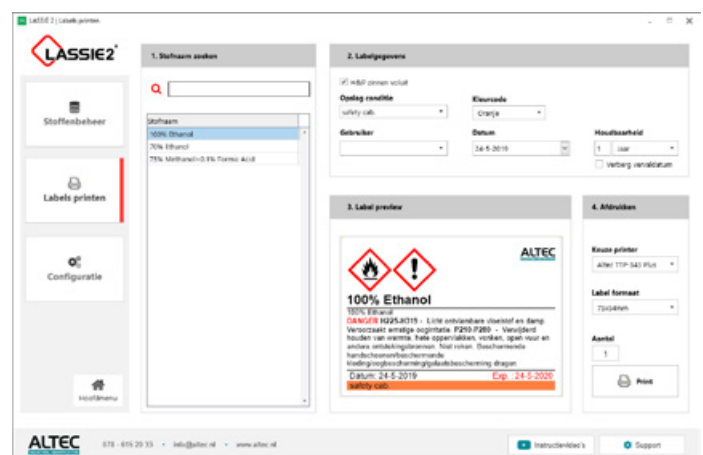 LaSSIE 2 | Labels printen
LASSIE2
Stoffenbeheer
Labels printen
Configuratie
Hoofdmenu
1. Stofnaam zoeken
Stofnaam
100% Ethanol
70% Ethanol
75% Methanol+0.1% Formic Acid
2. Labelgegevens
H&P zinnen voluit
Opslag conditie
Kleurcode
safety cab.
Oranje
Gebruiker
Datum
Houdbaarheid
24-5-2019
1 Jaar
Verberg vervaldatum
3. Label preview
ALTEC
100% Ethanol
100% Ethanol
DANGER H225-H319 - Licht ontvlambare vloeistof en damp.
Veroorzaakt ernstige oogirritatie. P210-P280 - Verwijderd
houden van warmte, hete oppervlakken, vonken, open vuur en
andere ontstekingsbronnen. Niet roken. Beschermende
handschoenen/beschermende
kleding/oogbescherming/gelaatsbescherming dragen.
Datum: 24-5-2019 Exp. : 24-5-2020
safety cab.
4. Afdrukken
Keuze printer
Altec TTP-343 Plus
Label formaat
Aantal
1
Print
ALTEC
078 - 615 20 33 • info@altec.nl • www.altec.nl
Instructievideo's
Support